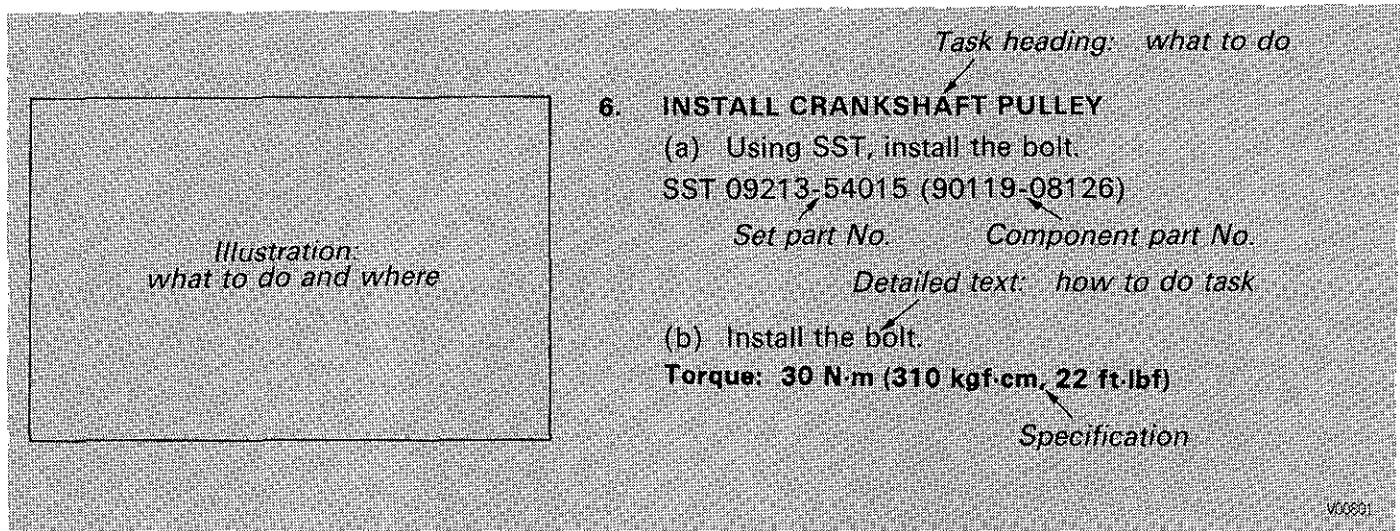 Task heading: what to do
6. INSTALL CRANKSHAFT PULLEY
(a) Using SST, install the bolt.
SST 09213-54015 (90119-08126)
Set part No. Component part No.
Illustration:
what to do and where
Detailed text: how to do task
(b) Install the bolt.
Torque: 30 N·m (310 kgf·cm, 22 ft·lbf)
Specification
V00801